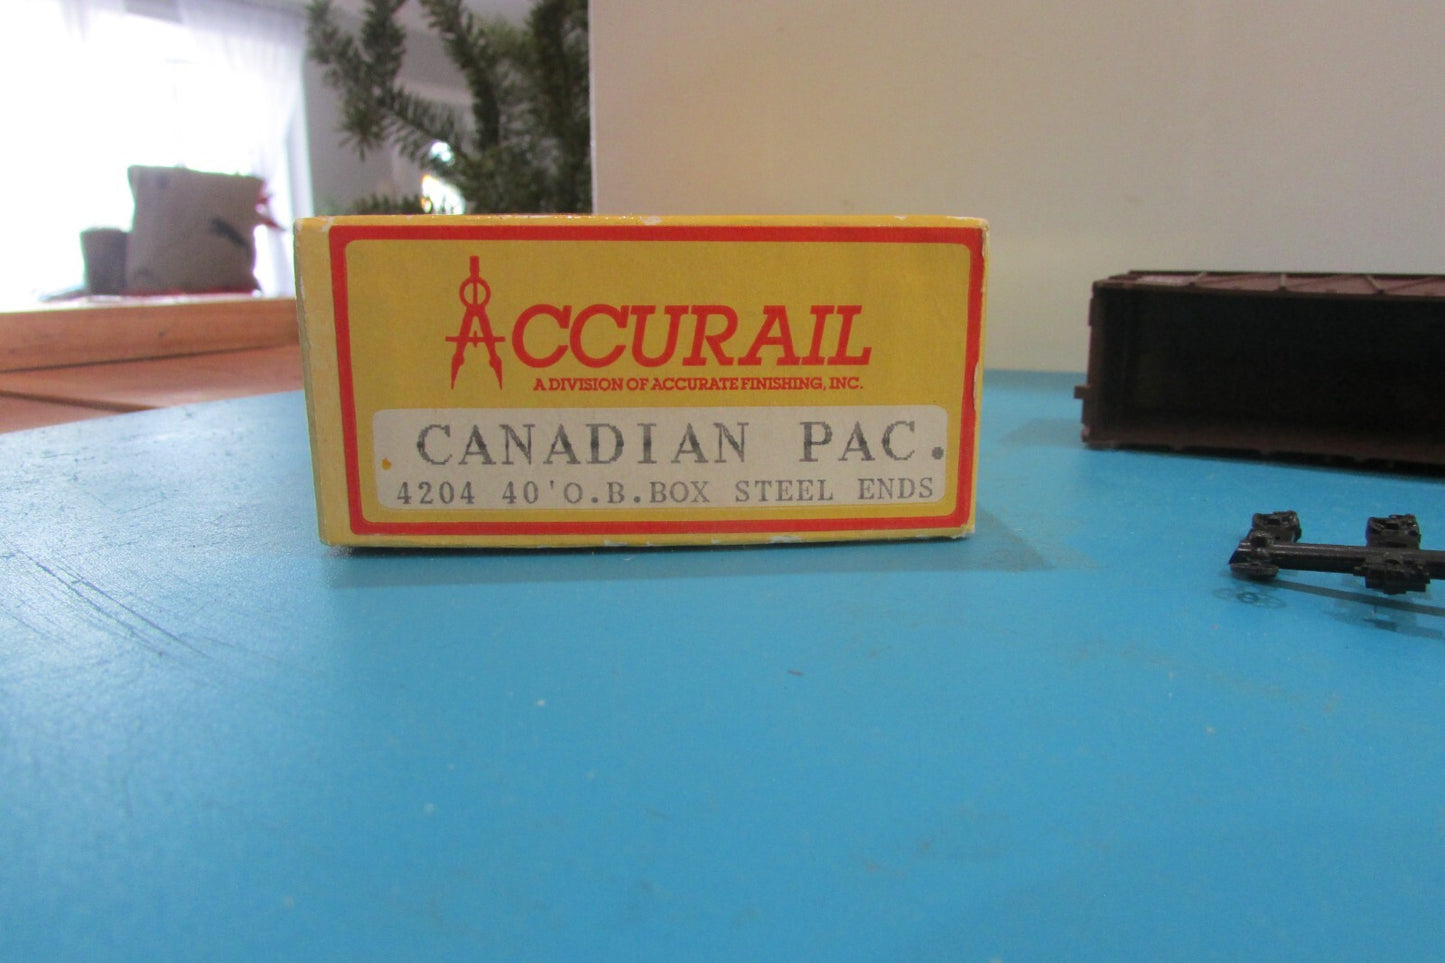 ACCURAIL
A DIVISION OF ACCURATE FINISHING, INC.
CANADIAN PAC.
4204 40'O.B.BOX STEEL ENDS